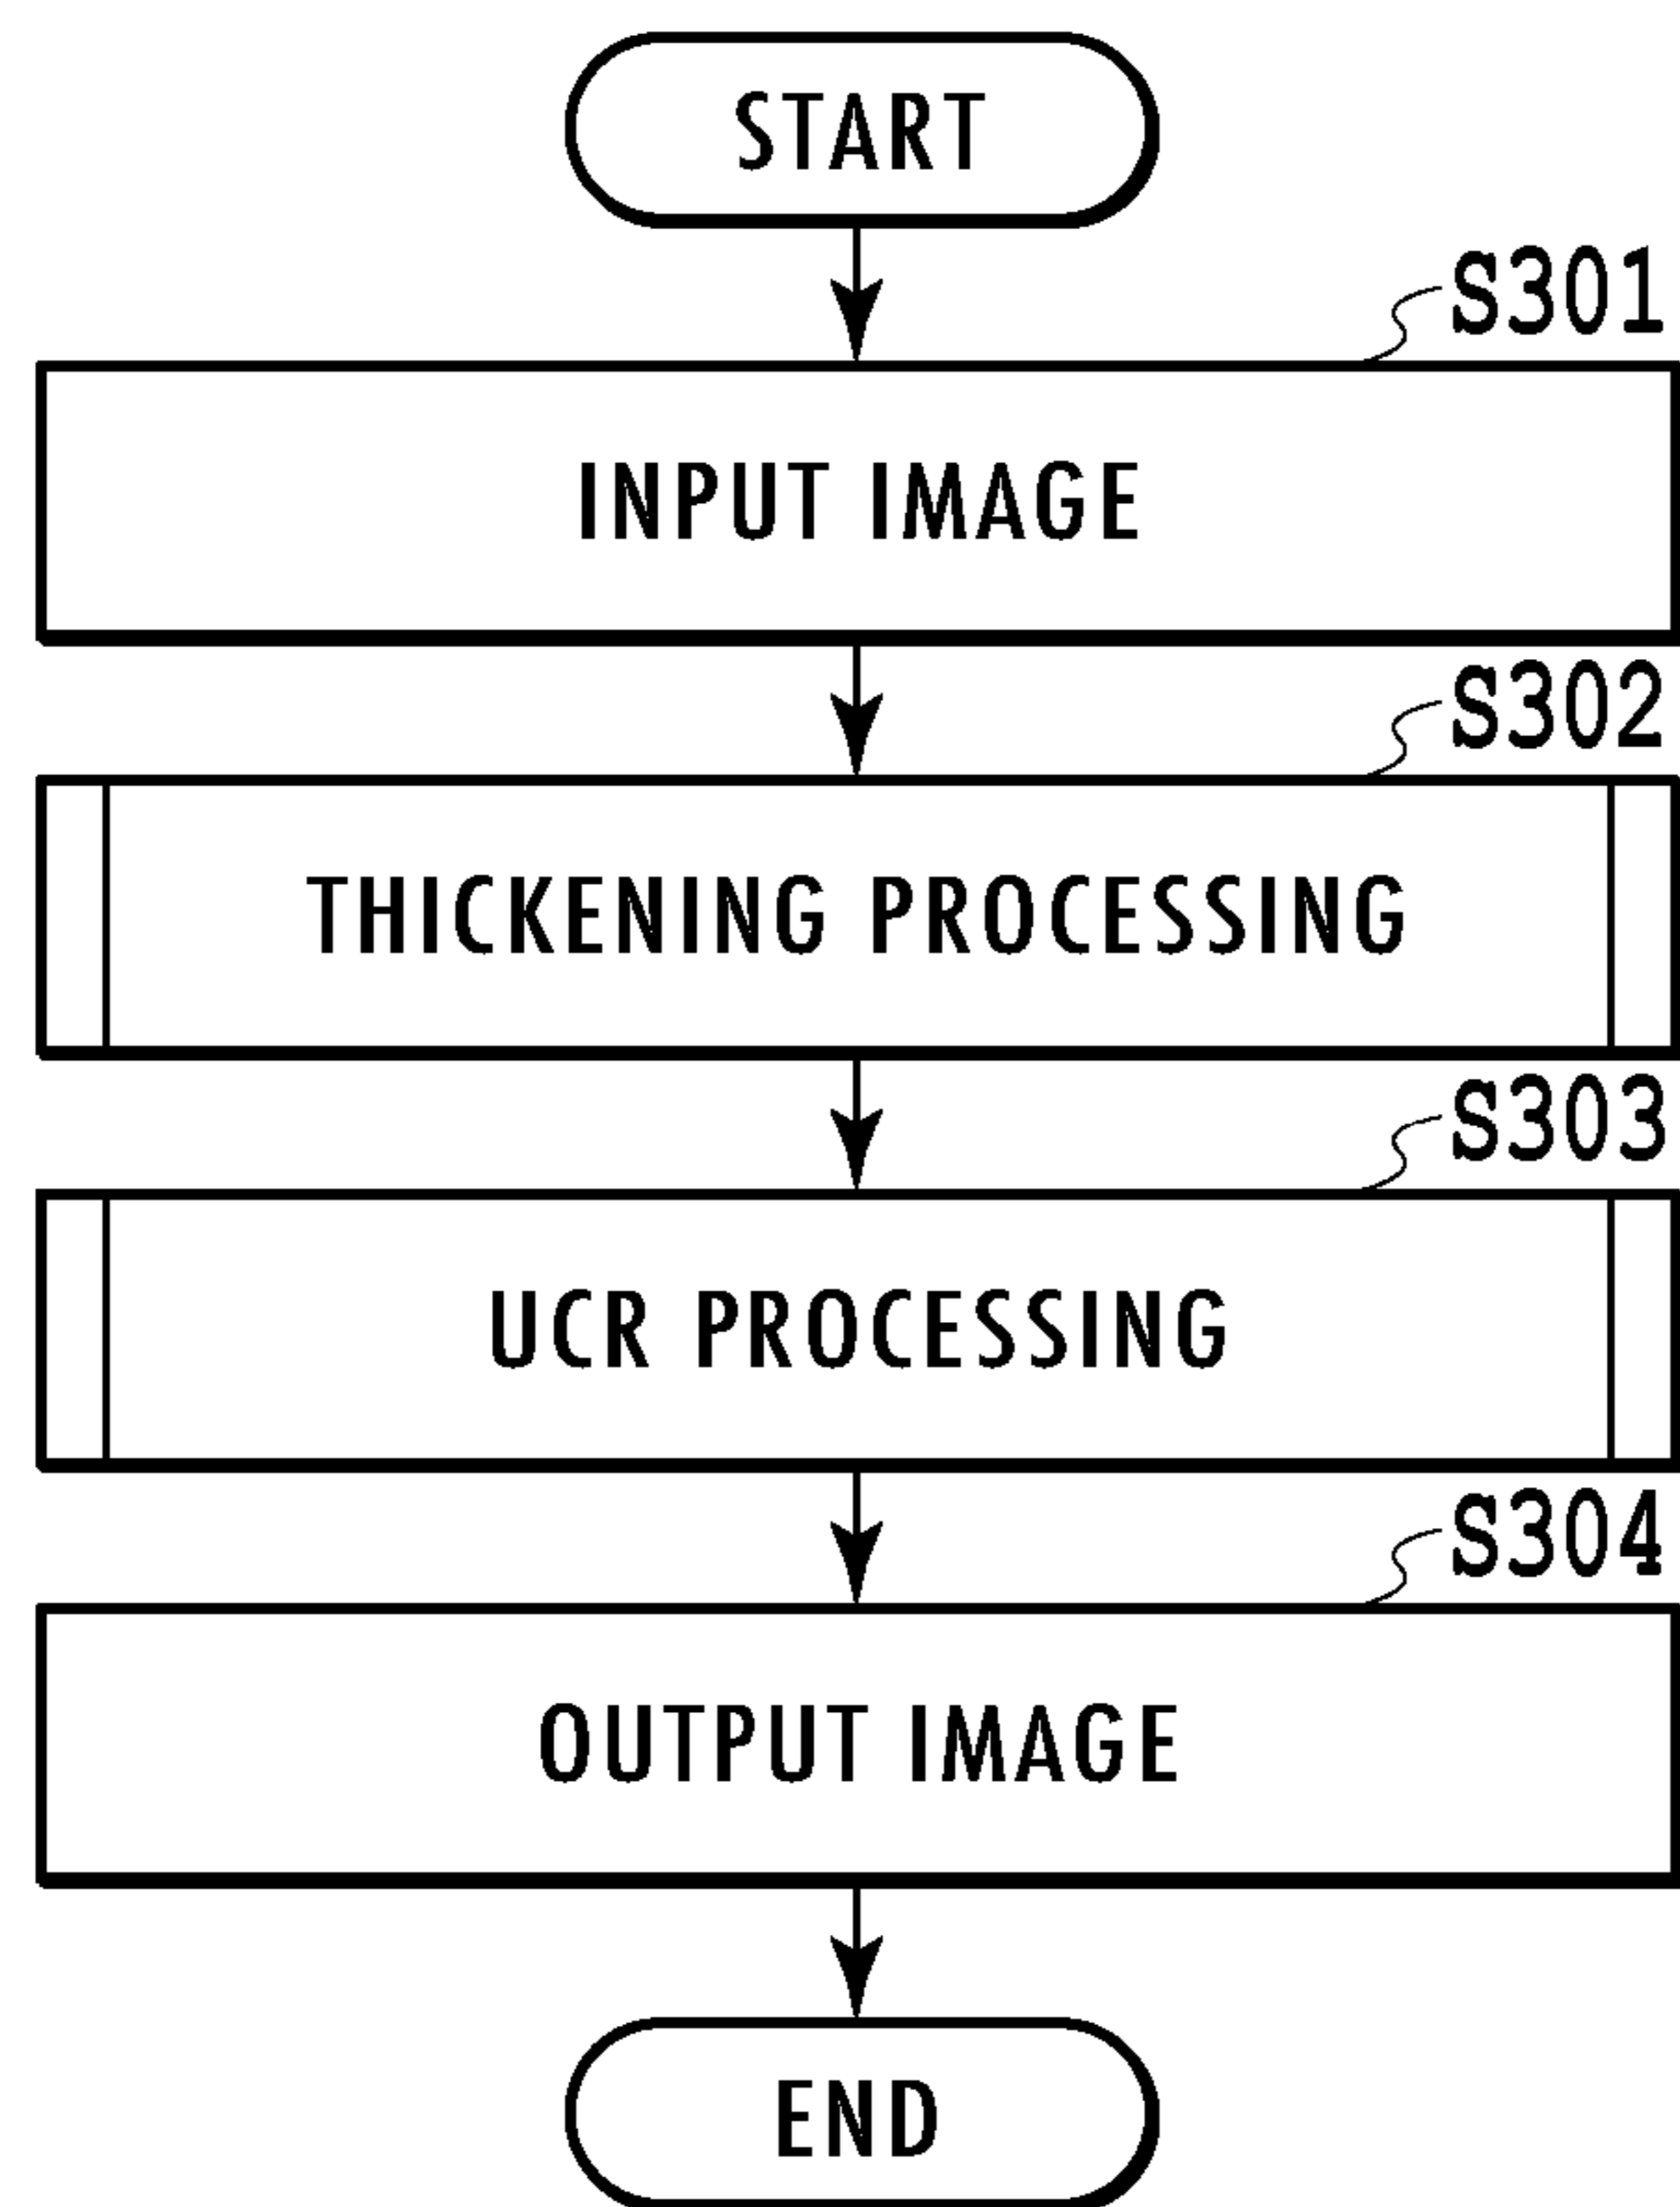 START
S301
INPUT IMAGE
S302
THICKENING PROCESSING
S303
UCR PROCESSING
S304
OUTPUT IMAGE
END